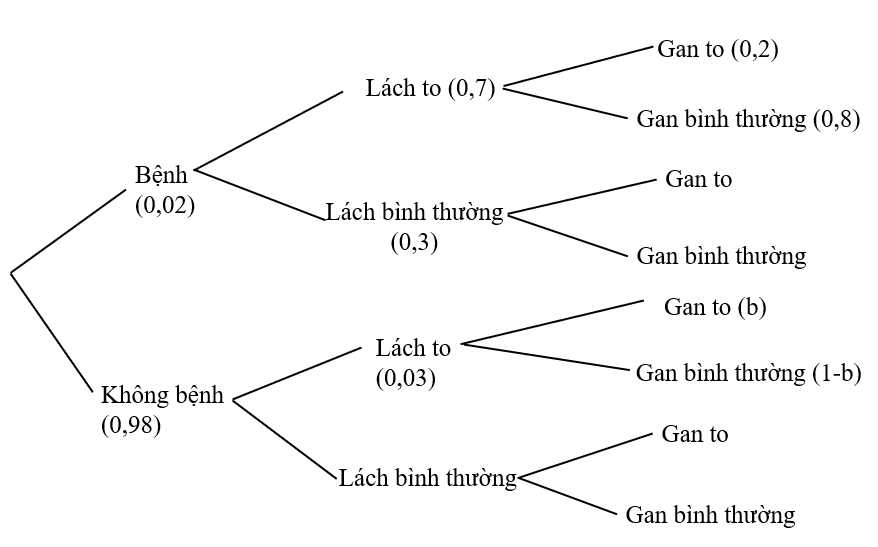 Gan to (0,2)
Lách to (0,7)
Gan bình thường (0,8)
Bệnh
(0,02)
Gan to
Lách bình thường
(0,3)
Gan bình thường
Gan to (b)
Lách to
(0,03)
Gan bình thường (1-b)
Không bệnh
(0,98)
Gan to
Lách bình thường
Gan bình thường